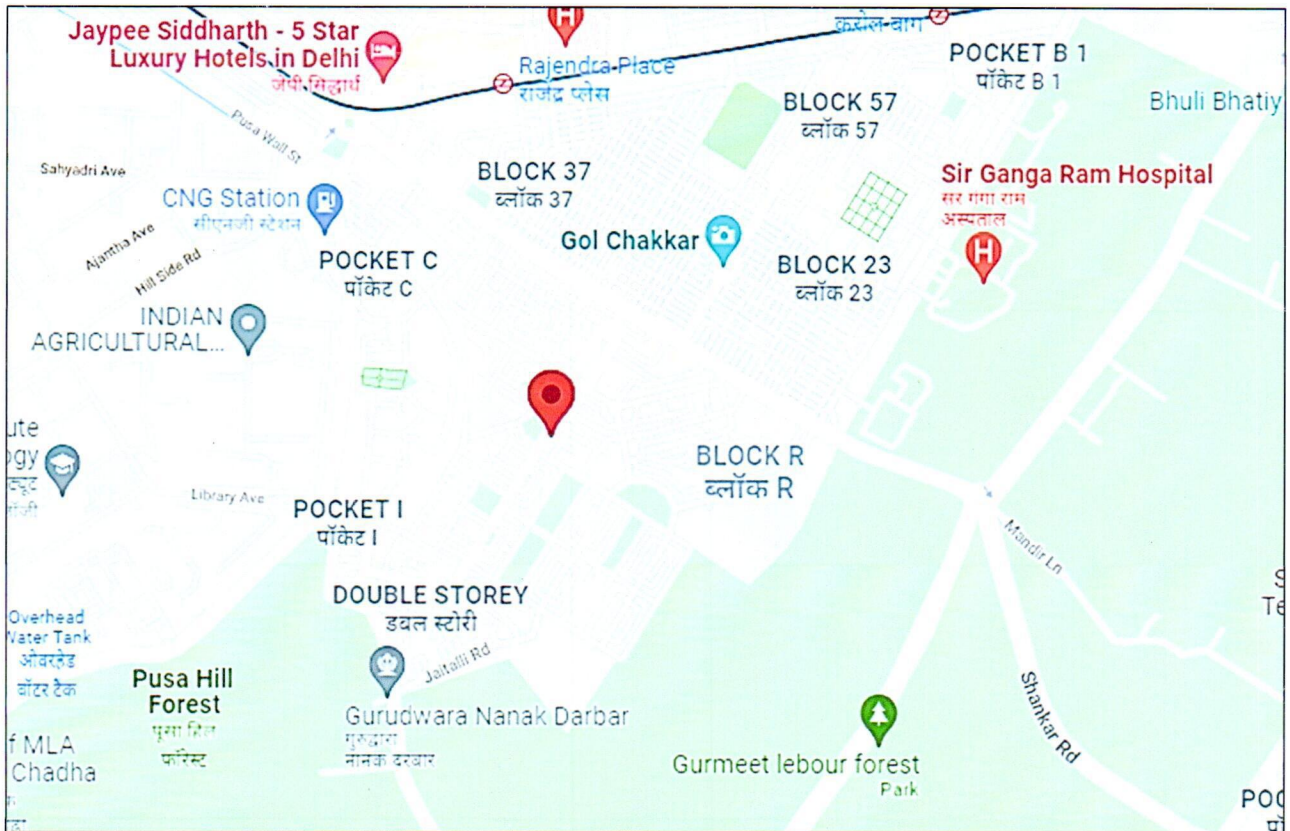 Jaypee Siddharth - 5 Star
Luxury Hotels in Delhi
जेपी सिद्धार्थ
Rajendra Place
राजेंद्र प्लेस
करोल बाग
POCKET B 1
पॉकेट B 1
BLOCK 57
ब्लॉक 57
Bhuli Bhatiy
Pusa Wall St
Sahyadri Ave
BLOCK 37
ब्लॉक 37
Sir Ganga Ram Hospital
सर गंगा राम
अस्पताल
CNG Station
सीएनजी स्टेशन
Gol Chakkar
Ajantha Ave
Hill Side Rd
POCKET C
पॉकेट C
BLOCK 23
ब्लॉक 23
INDIAN
AGRICULTURAL...
ute
ogy
BLOCK R
ब्लॉक R
Library Ave
POCKET I
पॉकेट I
Mandir Ln
DOUBLE STOREY
डबल स्टोरी
Overhead
Water Tank
ओवरहेड
वॉटर टैंक
Jaitalli Rd
Pusa Hill
Forest
पूसा हिल
फॉरेस्ट
Shankar Rd
Gurudwara Nanak Darbar
गुरुद्वारा
नानक दरबार
f MLA
Chadha
Gurmeet lebour forest
Park
POC